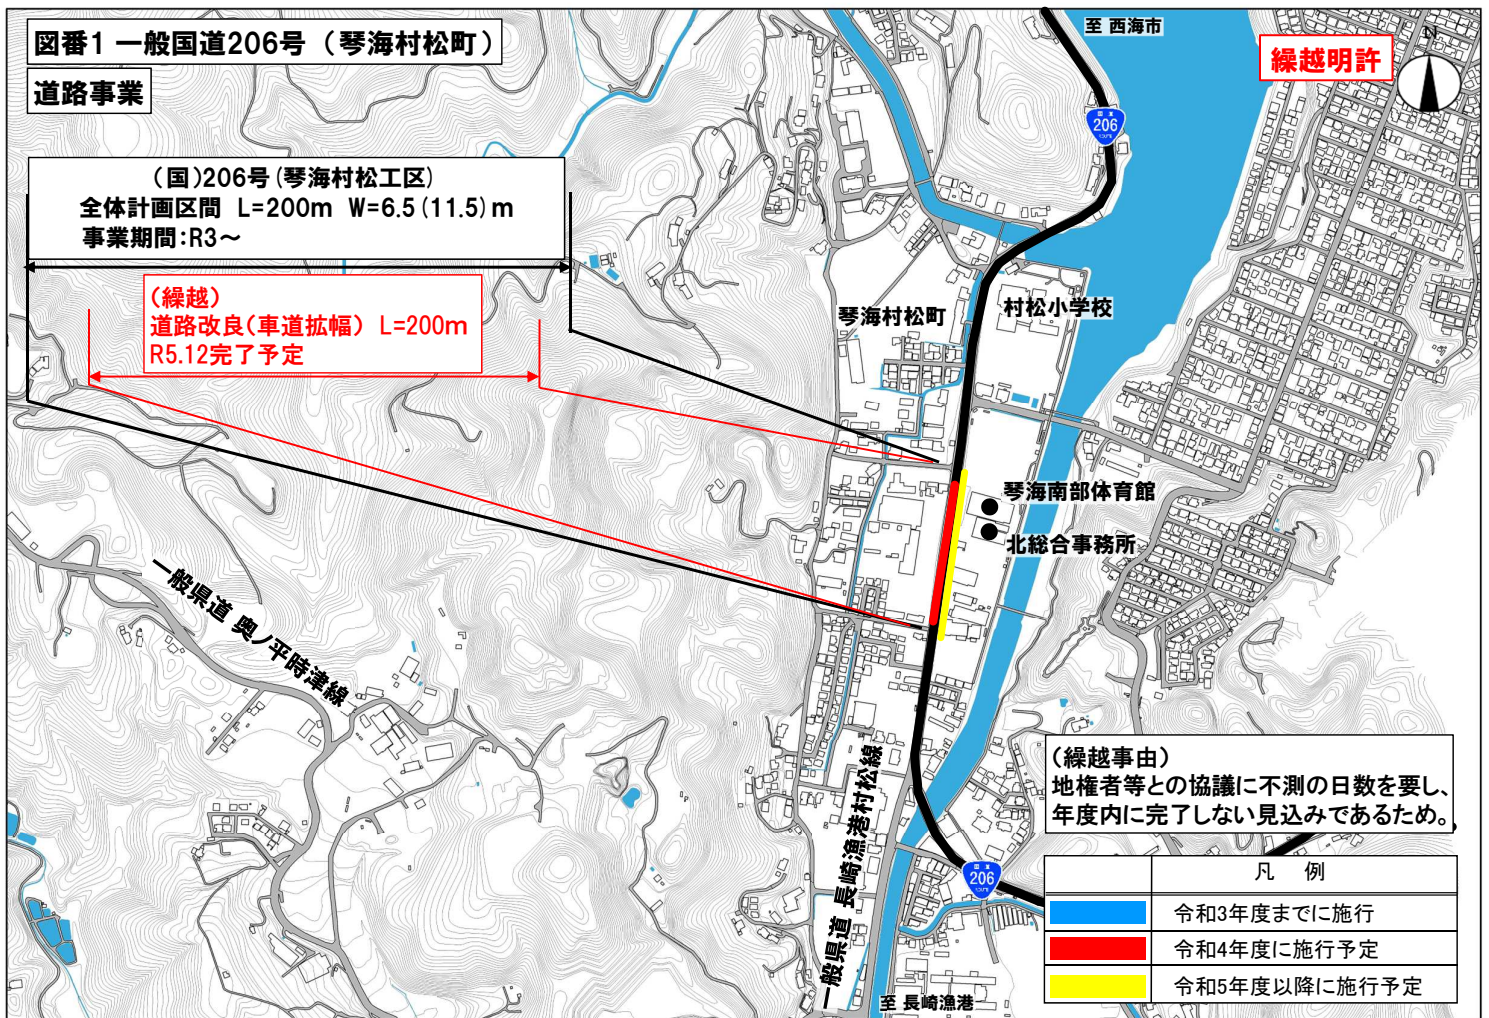 図番1 一般国道206号（琴海村松町）
道路事業
繰越明許
N
至 西海市
国道
206
（国）206号（琴海村松工区）
全体計画区間 L=200m W=6.5(11.5)m
事業期間：R3～
（繰越）
道路改良（車道拡幅） L=200m
R5.12完了予定
琴海村松町
村松小学校
琴海南部体育館
北総合事務所
一般県道 奥ノ平時津線
一般県道 長崎漁港村松線
（繰越事由）
地権者等との協議に不測の日数を要し、
年度内に完了しない見込みであるため。
国道
206
至 長崎漁港
凡 例
令和3年度までに施行
令和4年度に施行予定
令和5年度以降に施行予定